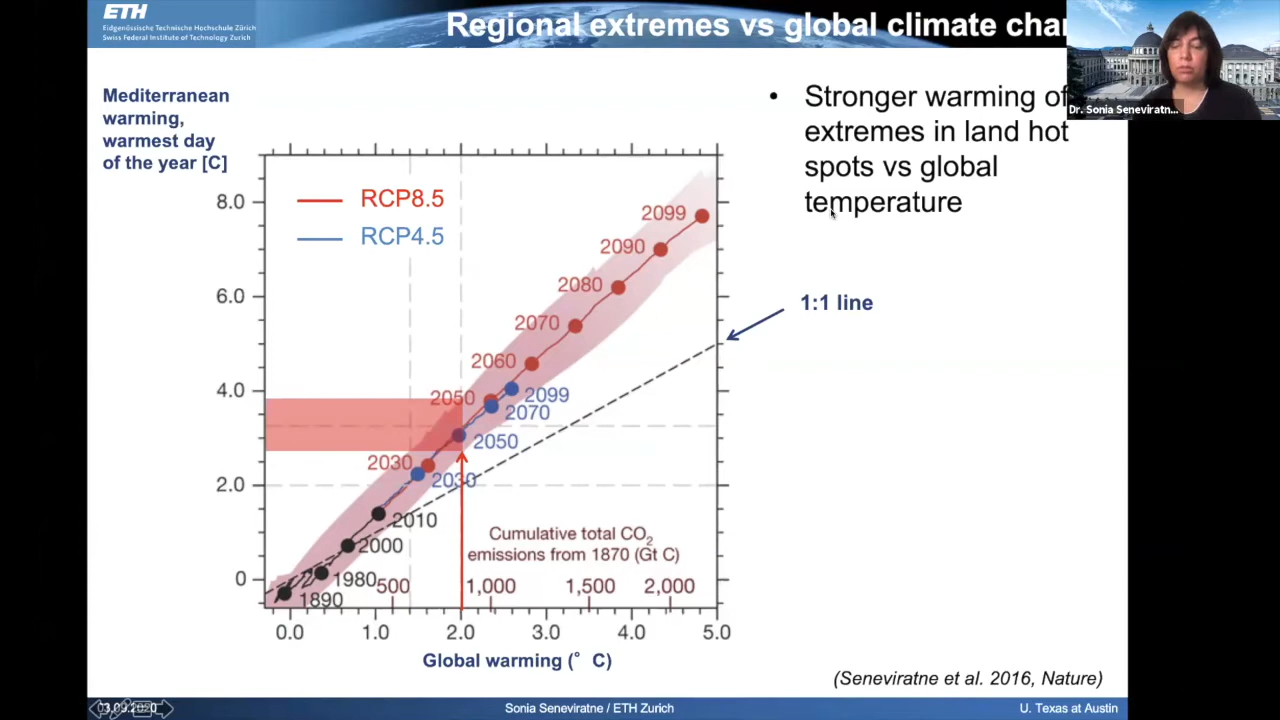 ETH
Eidgenössische Technische Hochschule Zürich
Swiss Federal Institute of Technology Zurich
Regional extremes vs global climate chan
Dr. Sonia Seneviratn...
Mediterranean
warming,
warmest day
of the year [C]
• Stronger warming of
extremes in land hot
spots vs global
temperature
RCP8.5
RCP4.5
8.0
6.0
4.0
2.0
0
2099
2090
2080
2070
2060
2050
2099
2070
2050
2030
2030
2010
2000
1980
1890
1:1 line
Cumulative total CO2
emissions from 1870 (Gt C)
500 1,000 1,500 2,000
0.0 1.0 2.0 3.0 4.0 5.0
Global warming (° C)
(Seneviratne et al. 2016, Nature)
Sonia Seneviratne / ETH Zurich
U. Texas at Austin